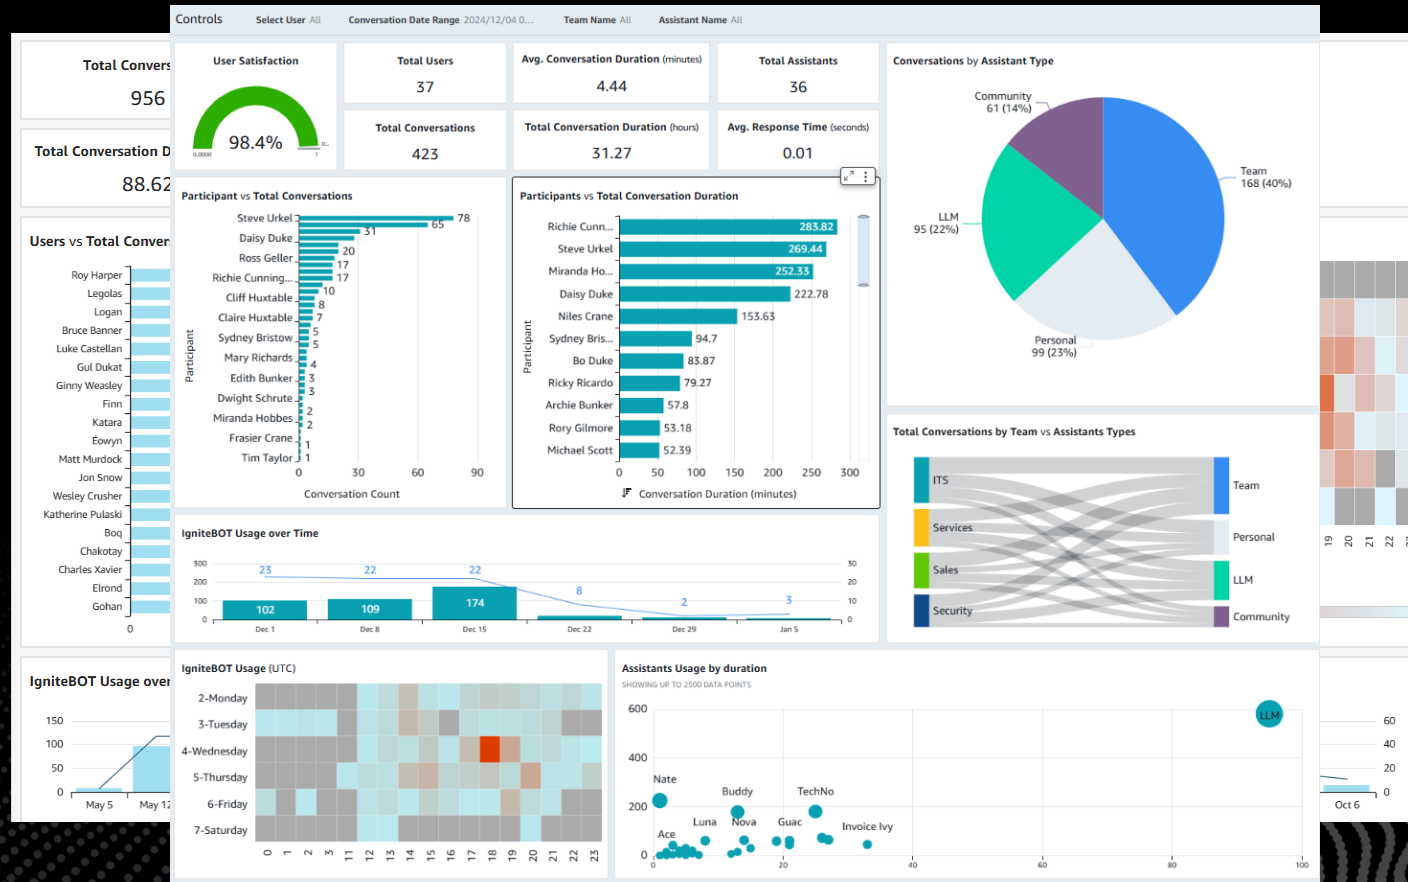 Controls
Select User All
Conversation Date Range 2024/12/04 0...
Team Name All
Assistant Name All
Total Convers
956
Total Conversation D
88.62
Users vs Total Conver
Roy Harper
Legolas
Logan
Bruce Banner
Luke Castellan
Gul Dukat
Ginny Weasley
Finn
Katara
Éowyn
Matt Murdock
Jon Snow
Wesley Crusher
Katherine Pulaski
Boq
Chakotay
Charles Xavier
Elrond
Gohan
0
IgniteBOT Usage over
150
100
50
0
May 5
May 12
User Satisfaction
98.4%
0.0000
1
0...
Total Users
37
Avg. Conversation Duration (minutes)
4.44
Total Assistants
36
Total Conversations
423
Total Conversation Duration (hours)
31.27
Avg. Response Time (seconds)
0.01
Participant vs Total Conversations
Participant
Steve Urkel 78
65
31
Daisy Duke
20
Ross Geller
17
Richie Cunning... 17
10
Cliff Huxtable
8
Claire Huxtable 7
5
Sydney Bristow
5
Mary Richards
4
Edith Bunker 3
3
Dwight Schrute
2
Miranda Hobbes
2
Frasier Crane
1
Tim Taylor 1
0 30 60 90
Conversation Count
Participants vs Total Conversation Duration
Participant
Richie Cunn... 283.82
Steve Urkel 269.44
Miranda Ho... 252.33
Daisy Duke 222.78
Niles Crane 153.63
Sydney Bris... 94.7
Bo Duke 83.87
Ricky Ricardo 79.27
Archie Bunker 57.8
Rory Gilmore 53.18
Michael Scott 52.39
0 50 100 150 200 250 300
Conversation Duration (minutes)
Conversations by Assistant Type
Community
61 (14%)
Team
168 (40%)
LLM
95 (22%)
Personal
99 (23%)
Total Conversations by Team vs Assistants Types
ITS
Services
Sales
Security
Team
Personal
LLM
Community
IgniteBOT Usage over Time
300
200
100
0
23 22 22 8 2 3
102 109 174
30
20
10
0
Dec 1 Dec 8 Dec 15 Dec 22 Dec 29 Jan 5
IgniteBOT Usage (UTC)
2-Monday
3-Tuesday
4-Wednesday
5-Thursday
6-Friday
7-Saturday
0 1 2 3 11 12 13 14 15 16 17 18 19 20 21 22 23
Assistants Usage by duration
SHOWING UP TO 2500 DATA POINTS
600
400
200
0
LLM
Nate
Buddy
TechNo
Luna
Nova
Guac
Invoice Ivy
Ace
0 20 40 60 80 100
19 20 21 22
60
40
20
0
Oct 6